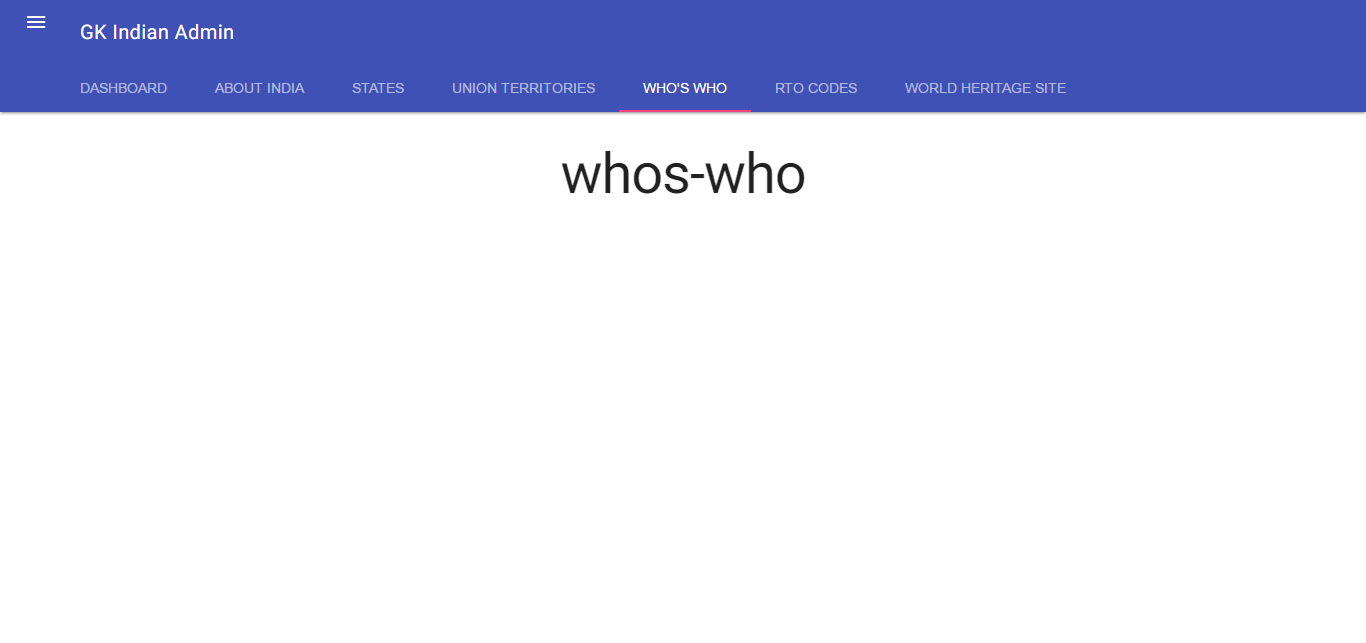 GK Indian Admin
DASHBOARD ABOUT INDIA STATES UNION TERRITORIES WHO'S WHO RTO CODES WORLD HERITAGE SITE
whos-who